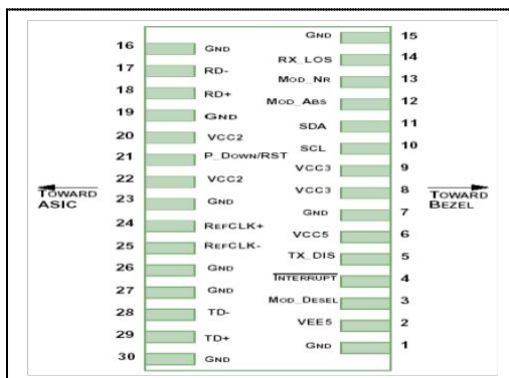 GND 15
16 GND
RX_LOS 14
17 RD-
MOD_NR 13
18 RD+
MOD_ABS 12
19 GND
SDA 11
20 VCC2
SCL 10
21 P_DOWN/RST
VCC3 9
22 VCC2
VCC3 8
TOWARD ASIC
TOWARD BEZEL
23 GND
GND 7
24 REFCLK+
VCC5 6
25 REFCLK-
TX_DIS 5
26 GND
INTERRUPT 4
27 GND
MOD_DESEL 3
28 TD-
VEE5 2
29 TD+
GND 1
30 GND